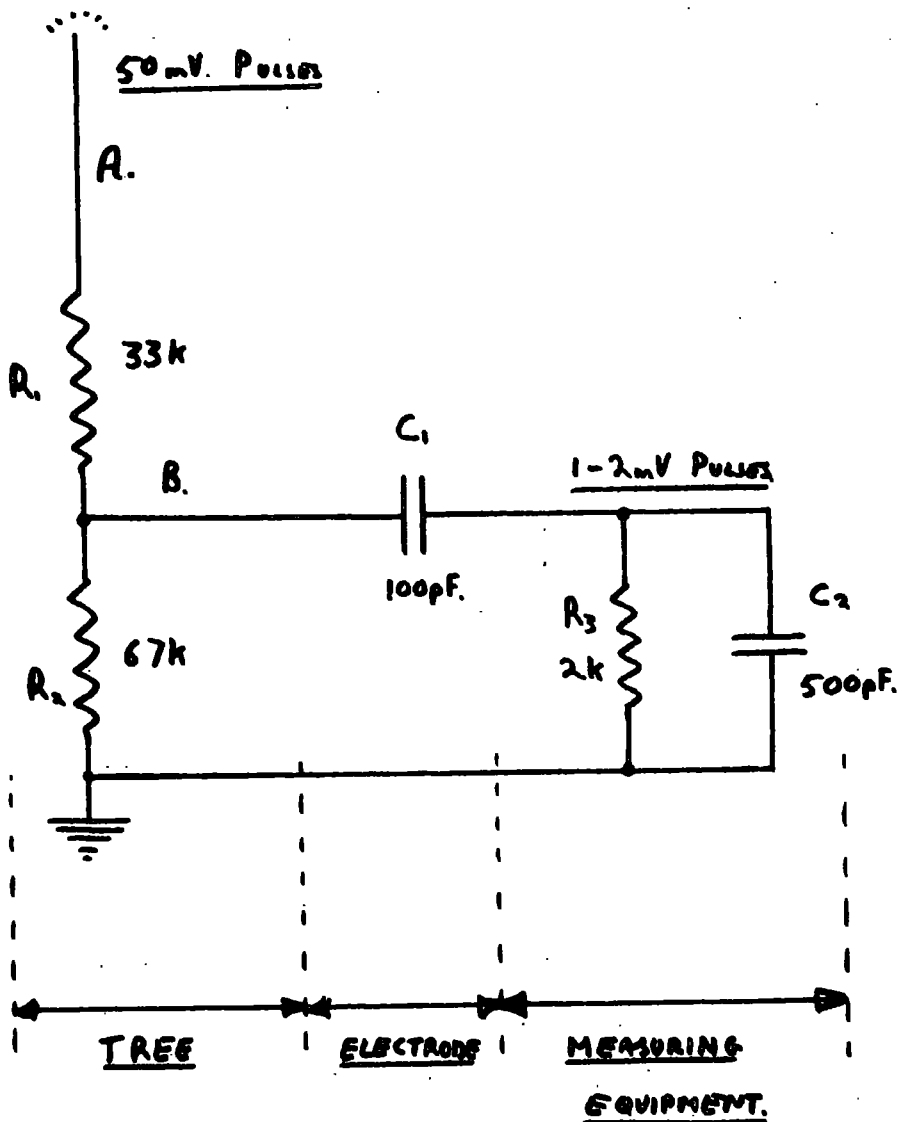 50mV. PULSES
A.
33k
R₁
C₁
B.
1-2mV PULSES
100pF.
R₃
2k
C₂
500pF.
67k
R₂
TREE
ELECTRODE
MEASURING
EQUIPMENT.